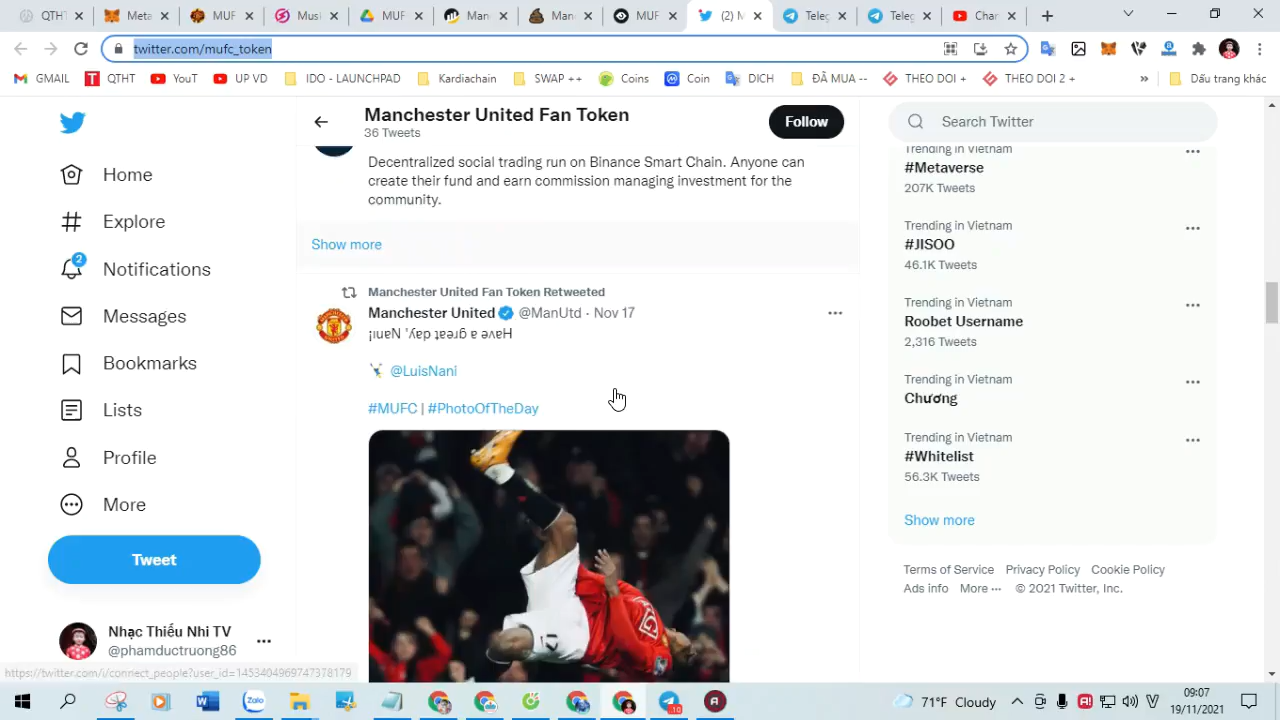 QTHT
Meta
MUF
Musi
MUF
Man
Man
MUF
(2) M
Teleg
Teleg
Char
twitter.com/mufc_token
GMAIL
QTHT
YouT
UP VD
IDO - LAUNCHPAD
Kardiachain
SWAP ++
Coins
Coin
DICH
ĐÃ MUA --
THEO DOI +
THEO DOI 2 +
»
Dấu trang khác
Manchester United Fan Token
36 Tweets
Follow
Search Twitter
Home
Explore
2
Notifications
Messages
Bookmarks
Lists
Profile
More
Tweet
Nhạc Thiếu Nhi TV
@phamductruong86
Decentralized social trading run on Binance Smart Chain. Anyone can
create their fund and earn commission managing investment for the
community.
Show more
Manchester United Fan Token Retweeted
Manchester United @ManUtd · Nov 17
¡ıuɐN 'ʎɐp ʇɐǝɹƃ ɐ ǝʌɐH
@LuisNani
#MUFC | #PhotoOfTheDay
Trending in Vietnam
#Metaverse
207K Tweets
Trending in Vietnam
#JISOO
46.1K Tweets
Trending in Vietnam
Roobet Username
2,316 Tweets
Trending in Vietnam
Chương
Trending in Vietnam
#Whitelist
56.3K Tweets
Show more
Terms of Service Privacy Policy Cookie Policy
Ads info More ··· © 2021 Twitter, Inc.
https://twitter.com/i/connect_people?user_id=1453404969747378179
Zalo
10
71°F Cloudy
09:07
19/11/2021